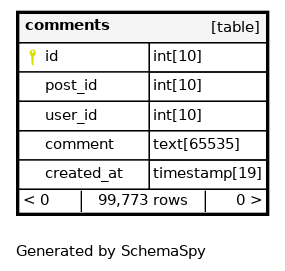 comments [table]
id int[10]
post_id int[10]
user_id int[10]
comment text[65535]
created_at timestamp[19]
< 0 99,773 rows 0 >
Generated by SchemaSpy